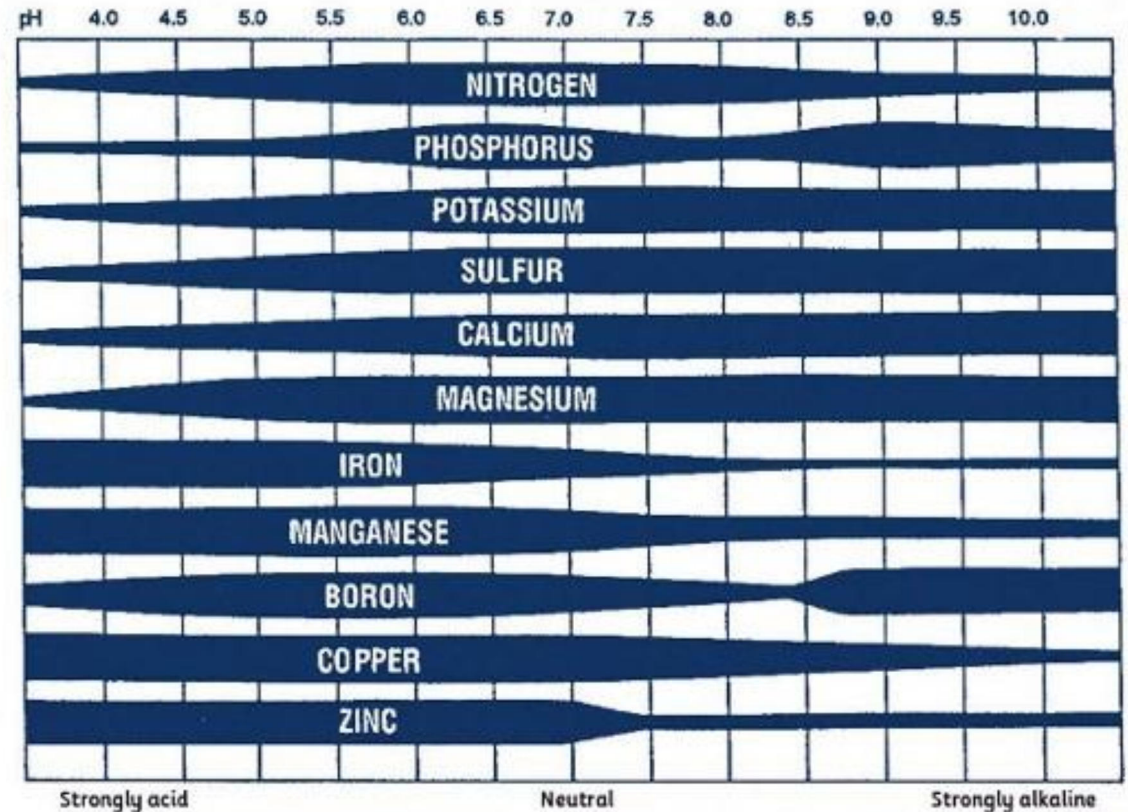 pH 4.0 4.5 5.0 5.5 6.0 6.5 7.0 7.5 8.0 8.5 9.0 9.5 10.0
NITROGEN
PHOSPHORUS
POTASSIUM
SULFUR
CALCIUM
MAGNESIUM
IRON
MANGANESE
BORON
COPPER
ZINC
Strongly acid Neutral Strongly alkaline